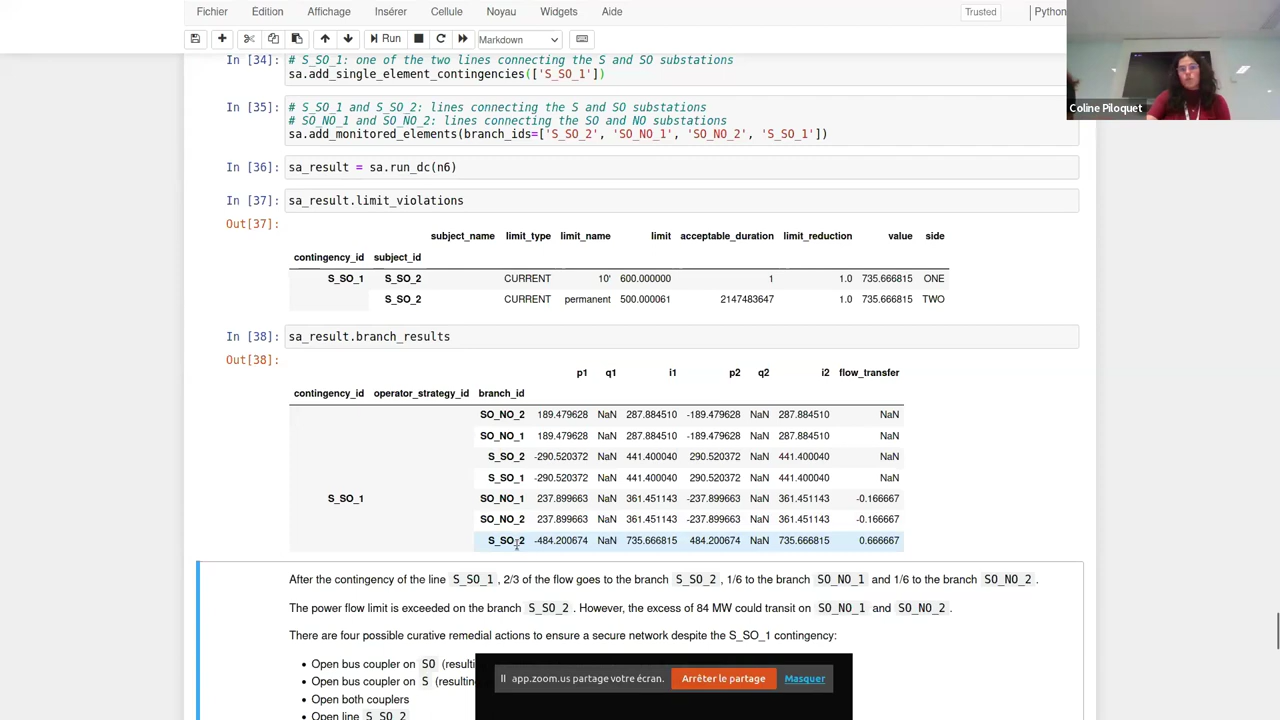 Fichier Édition Affichage Insérer Cellule Noyau Widgets Aide Trusted Python
Run Markdown
Coline Piloquet
In [34]: # S_SO_1: one of the two lines connecting the S and SO substations
sa.add_single_element_contingencies(['S_SO_1'])
In [35]: # S_SO_1 and S_SO_2: lines connecting the S and SO substations
# SO_NO_1 and SO_NO_2: lines connecting the SO and NO substations
sa.add_monitored_elements(branch_ids=['S_SO_2', 'SO_NO_1', 'SO_NO_2', 'S_SO_1'])
In [36]: sa_result = sa.run_dc(n6)
In [37]: sa_result.limit_violations
Out[37]:
subject_name limit_type limit_name limit acceptable_duration limit_reduction value side
contingency_id subject_id
S_SO_1 S_SO_2 CURRENT 10' 600.000000 1 1.0 735.666815 ONE
S_SO_2 CURRENT permanent 500.000061 2147483647 1.0 735.666815 TWO
In [38]: sa_result.branch_results
Out[38]:
p1 q1 i1 p2 q2 i2 flow_transfer
contingency_id operator_strategy_id branch_id
SO_NO_2 189.479628 NaN 287.884510 -189.479628 NaN 287.884510 NaN
SO_NO_1 189.479628 NaN 287.884510 -189.479628 NaN 287.884510 NaN
S_SO_2 -290.520372 NaN 441.400040 290.520372 NaN 441.400040 NaN
S_SO_1 -290.520372 NaN 441.400040 290.520372 NaN 441.400040 NaN
S_SO_1 SO_NO_1 237.899663 NaN 361.451143 -237.899663 NaN 361.451143 -0.166667
SO_NO_2 237.899663 NaN 361.451143 -237.899663 NaN 361.451143 -0.166667
S_SO_2 -484.200674 NaN 735.666815 484.200674 NaN 735.666815 0.666667
After the contingency of the line S_SO_1 , 2/3 of the flow goes to the branch S_SO_2 , 1/6 to the branch SO_NO_1 and 1/6 to the branch SO_NO_2 .
The power flow limit is exceeded on the branch S_SO_2 . However, the excess of 84 MW could transit on SO_NO_1 and SO_NO_2 .
There are four possible curative remedial actions to ensure a secure network despite the S_SO_1 contingency:
• Open bus coupler on SO (resulti
• Open bus coupler on S (resultin
• Open both couplers
• Open line S_SO_2
app.zoom.us partage votre écran. Arrêter le partage Masquer